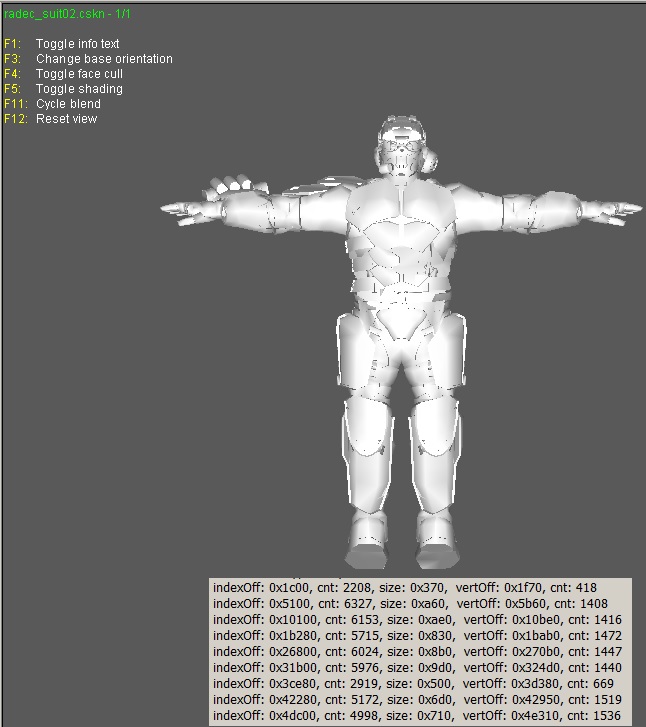 radec_suit02.cskn - 1/1
F1: Toggle info text
F3: Change base orientation
F4: Toggle face cull
F5: Toggle shading
F11: Cycle blend
F12: Reset view
indexOff: 0x1c00, cnt: 2208, size: 0x370, vertOff: 0x1f70, cnt: 418
indexOff: 0x5100, cnt: 6327, size: 0xa60, vertOff: 0x5b60, cnt: 1408
indexOff: 0x10100, cnt: 6153, size: 0xae0, vertOff: 0x10be0, cnt: 1416
indexOff: 0x1b280, cnt: 5715, size: 0x830, vertOff: 0x1bab0, cnt: 1472
indexOff: 0x26800, cnt: 6024, size: 0x8b0, vertOff: 0x270b0, cnt: 1447
indexOff: 0x31b00, cnt: 5976, size: 0x9d0, vertOff: 0x324d0, cnt: 1440
indexOff: 0x3ce80, cnt: 2919, size: 0x500, vertOff: 0x3d380, cnt: 669
indexOff: 0x42280, cnt: 5172, size: 0x6d0, vertOff: 0x42950, cnt: 1519
indexOff: 0x4dc00, cnt: 4998, size: 0x710, vertOff: 0x4e310, cnt: 1536